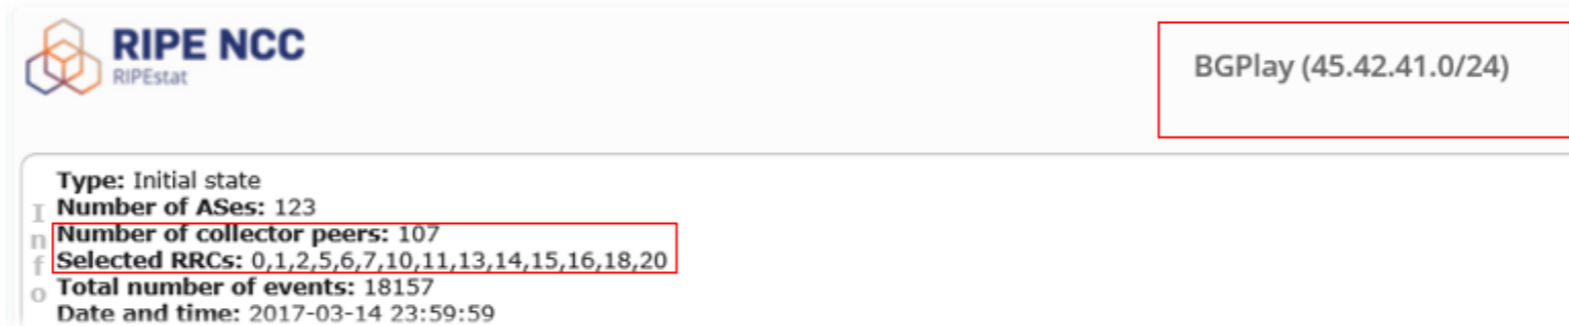 RIPE NCC
RIPEstat
BGPlay (45.42.41.0/24)
Info
Type: Initial state
Number of ASes: 123
Number of collector peers: 107
Selected RRCs: 0,1,2,5,6,7,10,11,13,14,15,16,18,20
Total number of events: 18157
Date and time: 2017-03-14 23:59:59